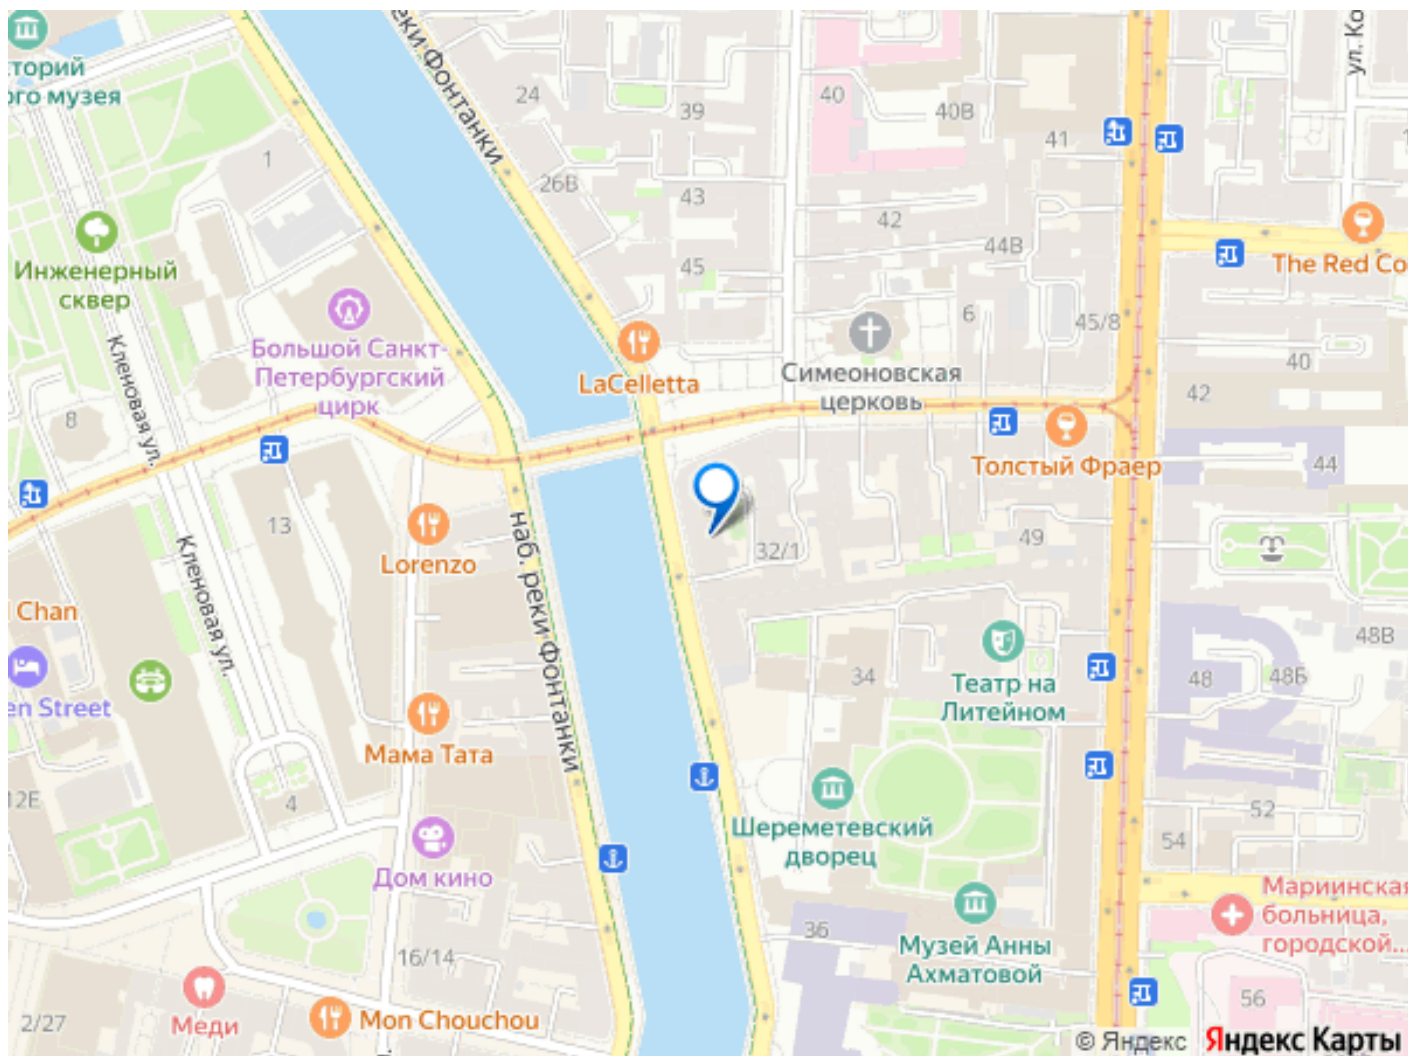 торий
ого музея
еки Фонтанки
24
39
40
40В
41
ул. Ко
1
1
26В
43
42
44В
45
Инженерный
сквер
The Red Co
6
45/8
40
42
Большой Санкт-
Петербургский
цирк
LaCelletta
Симеоновская
церковь
Кленовая ул.
8
Толстый Фраер
44
13
Lorenzo
наб. реки Фонтанки
32/1
49
Кленовая ул.
l Chan
en Street
34
Театр на
Литейном
48В
48
48Б
Мама Тата
12Е
4
Шереметевский
дворец
52
54
Дом кино
Мариинская
больница,
городской...
36
Музей Анны
Ахматовой
16/14
56
2/27
Меди
Mon Chouchou
© Яндекс Яндекс Карты